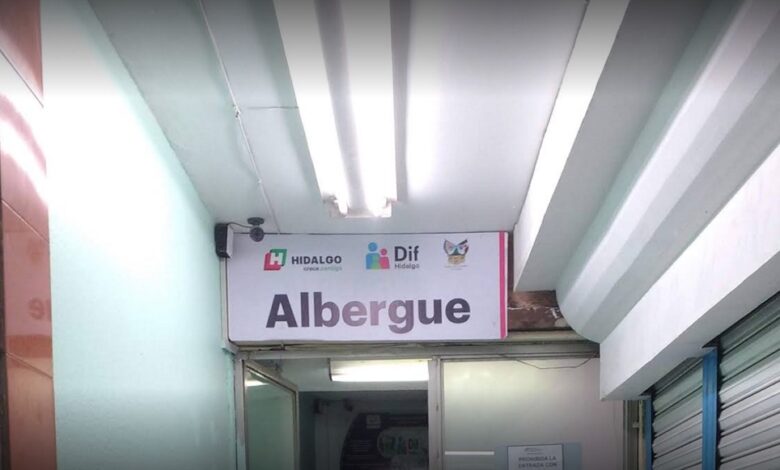 H HIDALGO
crece contigo
Dif
Hidalgo
Albergue
PROHIBIDA LA
ENTRADA CON